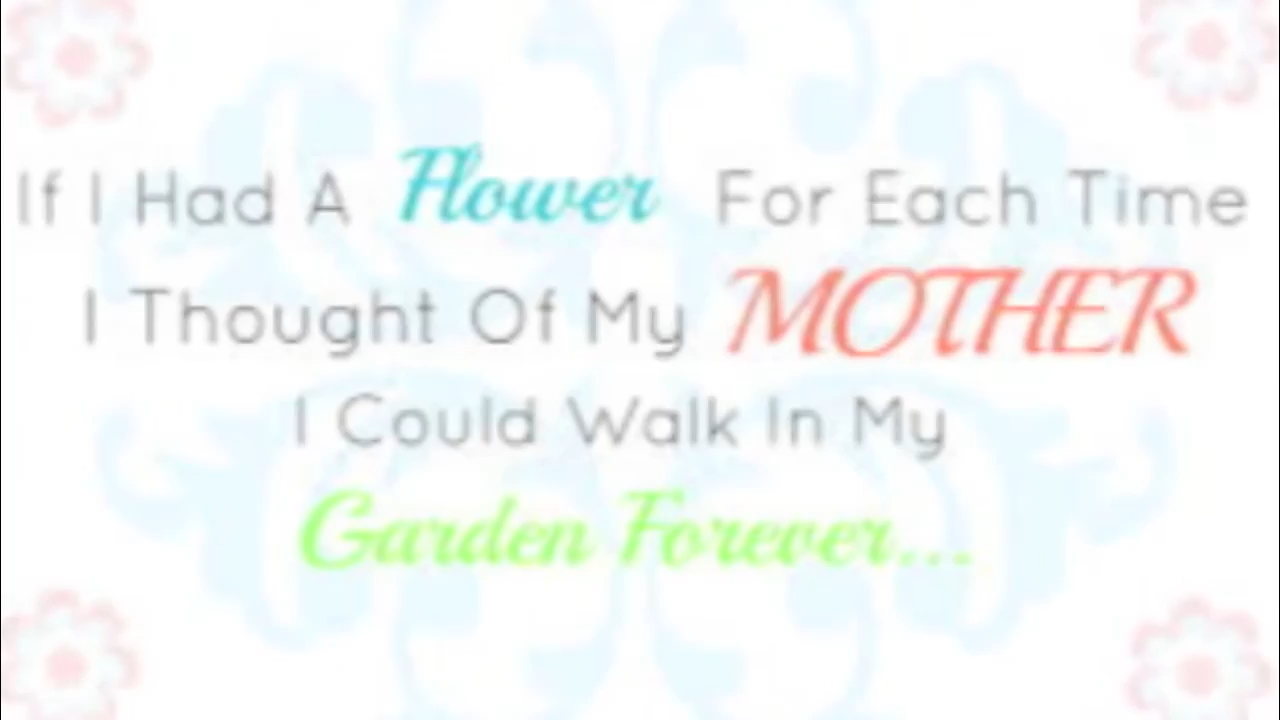 If I Had A Flower For Each Time
I Thought Of My MOTHER
I Could Walk In My
Garden Forever...